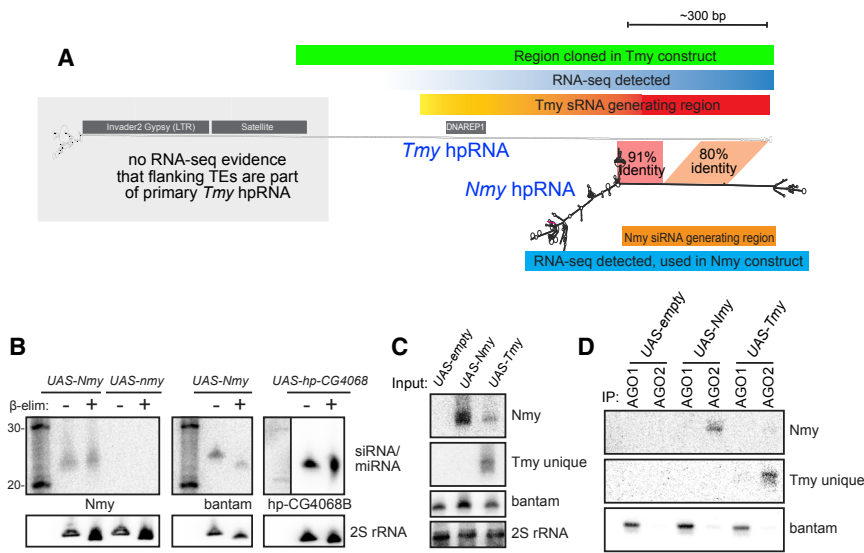 ~300 bp
A
Region cloned in Tmy construct
RNA-seq detected
Tmy sRNA generating region
Invader2 Gypsy (LTR)
Satellite
DNAREP1
no RNA-seq evidence
that flanking TEs are part
of primary Tmy hpRNA
Tmy hpRNA
Nmy hpRNA
91%
identity
80%
identity
Nmy siRNA generating region
RNA-seq detected, used in Nmy construct
B
UAS-Nmy
UAS-nmy
UAS-Nmy
UAS-hp-CG4068
β-elim:
- + - + - + - +
30-
20-
siRNA/
miRNA
Nmy
bantam
hp-CG4068B
2S rRNA
C
UAS-empty
UAS-Nmy
UAS-Tmy
Input:
Nmy
Tmy unique
bantam
2S rRNA
D
UAS-empty
UAS-Nmy
UAS-Tmy
IP:
AGO1
AGO2
AGO1
AGO2
AGO1
AGO2
Nmy
Tmy unique
bantam